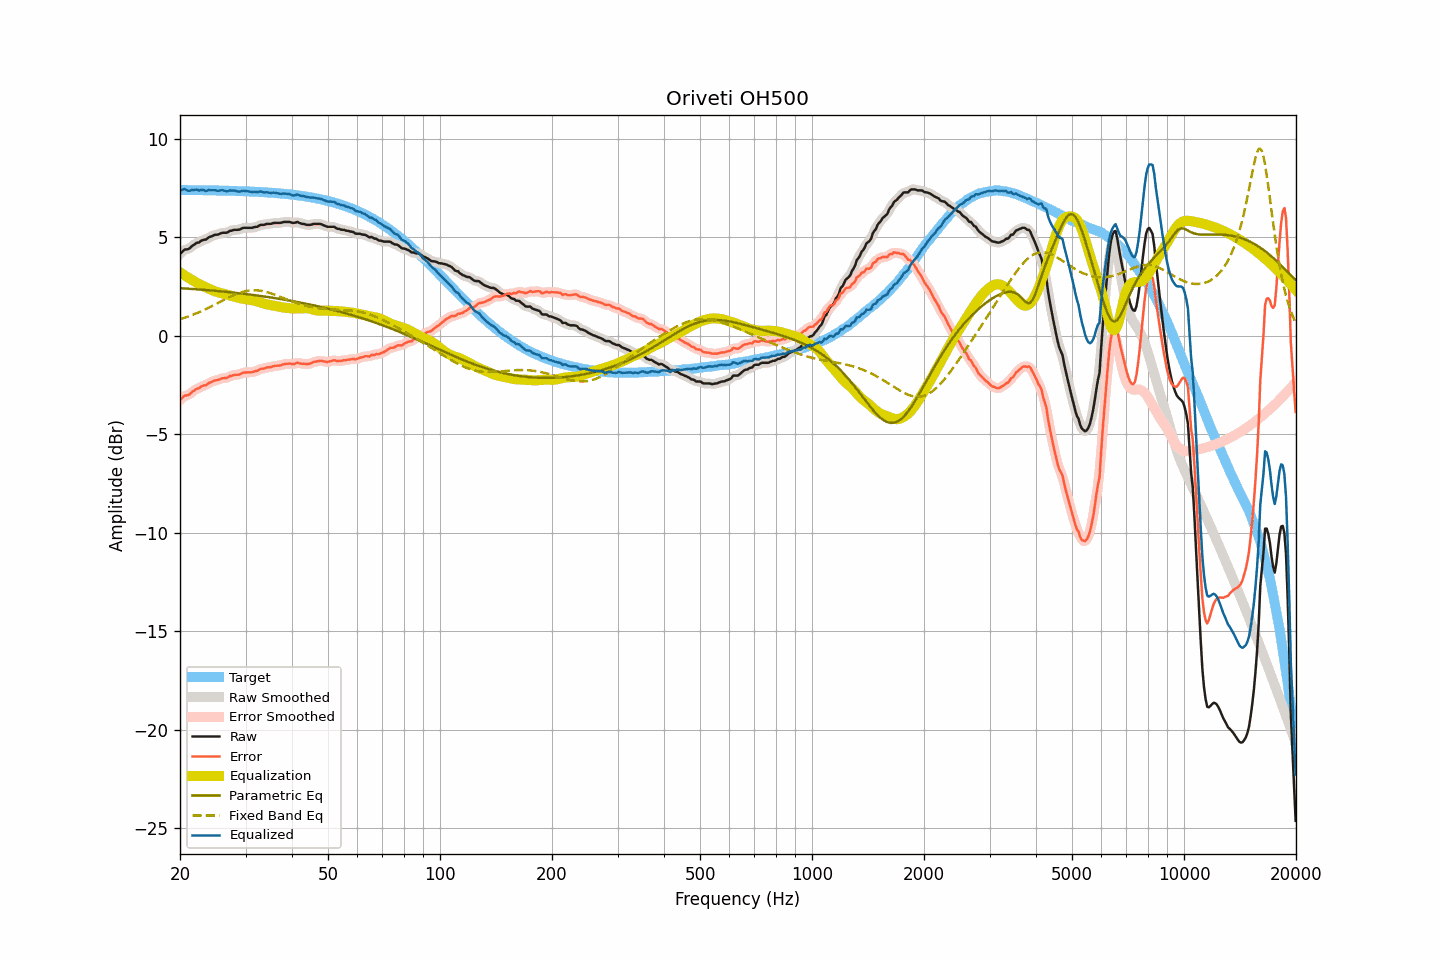 Oriveti OH500
10
5
0
−5
−10
−15
−20
−25
Amplitude (dBr)
Target
Raw Smoothed
Error Smoothed
Raw
Error
Equalization
Parametric Eq
Fixed Band Eq
Equalized
20 50 100 200 500 1000 2000 5000 10000 20000
Frequency (Hz)